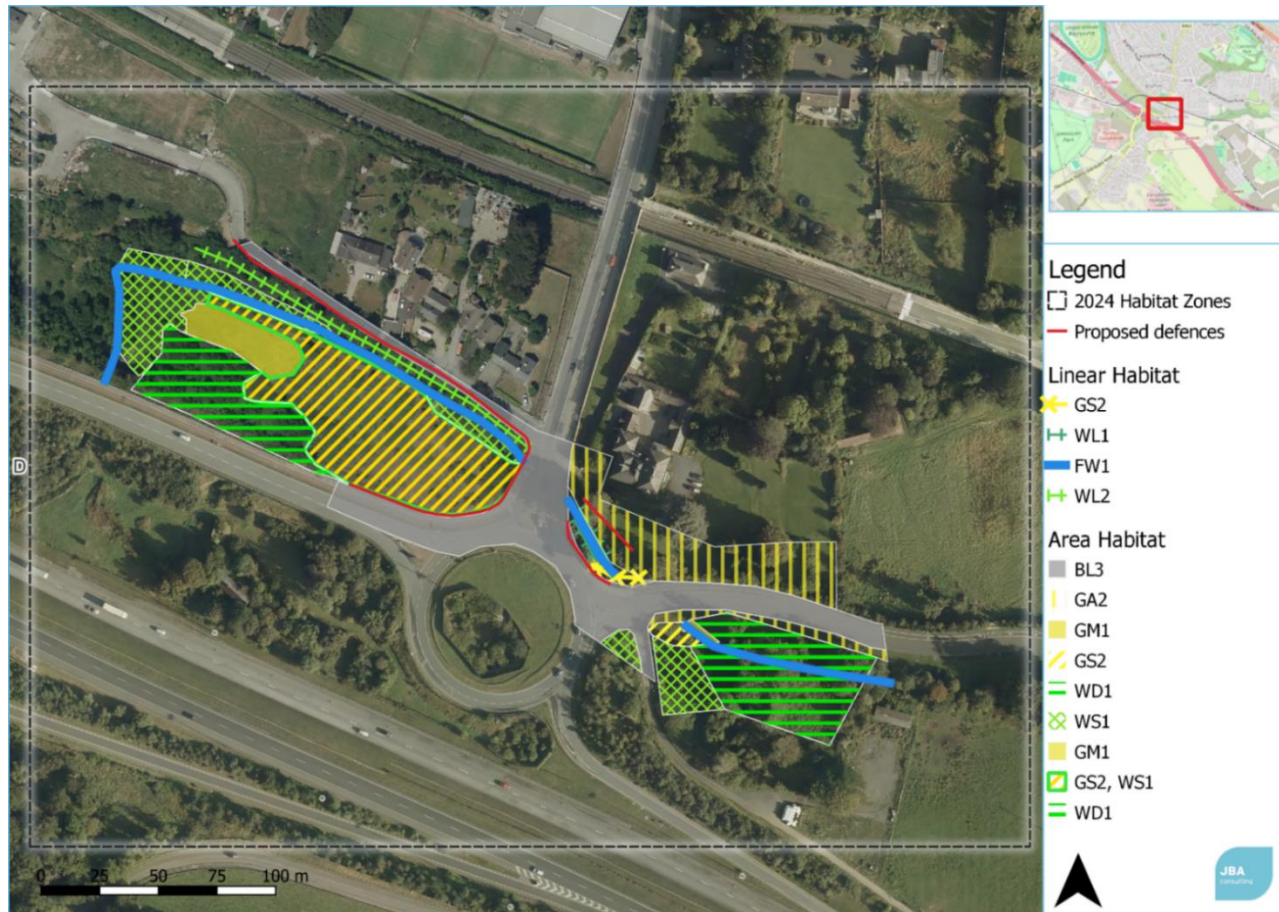 D
0 25 50 75 100 m
Legend
2024 Habitat Zones
Proposed defences
Linear Habitat
GS2
WL1
FW1
WL2
Area Habitat
BL3
GA2
GM1
GS2
WD1
WS1
GM1
GS2, WS1
WD1
JBA
consulting